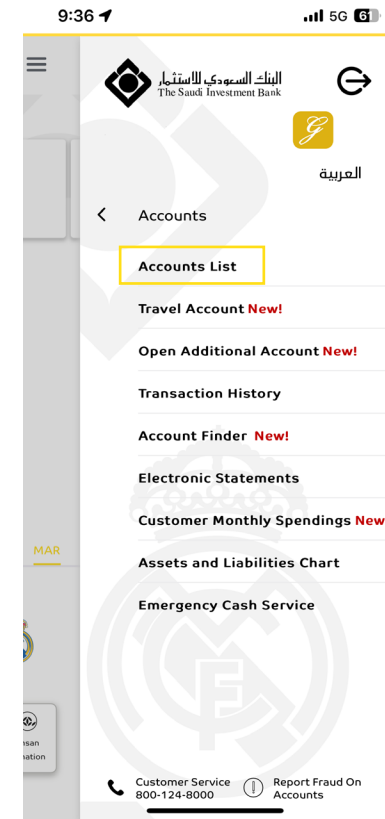 9:36
5G 61
البنك السعودي للاستثمار
The Saudi Investment Bank
العربية
Accounts
Accounts List
Travel Account New!
Open Additional Account New!
Transaction History
Account Finder New!
Electronic Statements
Customer Monthly Spendings New
MAR
Assets and Liabilities Chart
Emergency Cash Service
Customer Service
800-124-8000
Report Fraud On
Accounts